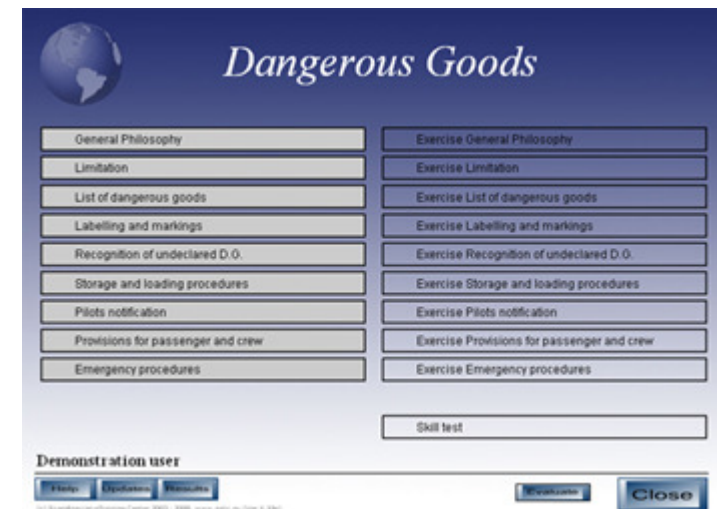 Dangerous Goods
General Philosophy
Limitation
List of dangerous goods
Labelling and markings
Recognition of undeclared D.G.
Storage and loading procedures
Pilots notification
Provisions for passenger and crew
Emergency procedures
Exercise General Philosophy
Exercise Limitation
Exercise List of dangerous goods
Exercise Labelling and markings
Exercise Recognition of undeclared D.G.
Exercise Storage and loading procedures
Exercise Pilots notification
Exercise Provisions for passenger and crew
Exercise Emergency procedures
Skill test
Demonstration user
Help
Updates
Results
Evaluate
Close